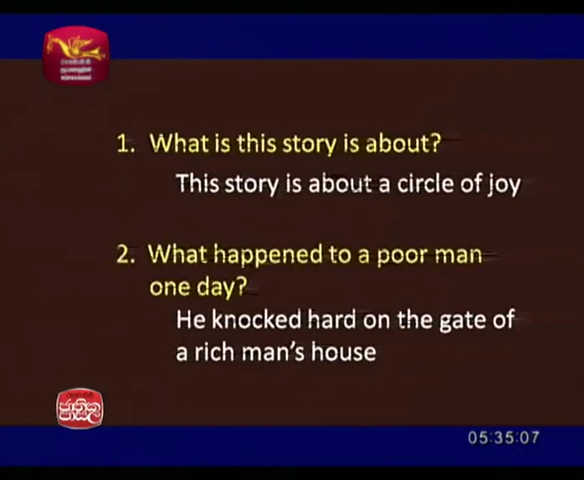 1. What is this story is about?
This story is about a circle of joy
2. What happened to a poor man
one day?
He knocked hard on the gate of
a rich man's house
05:35:07